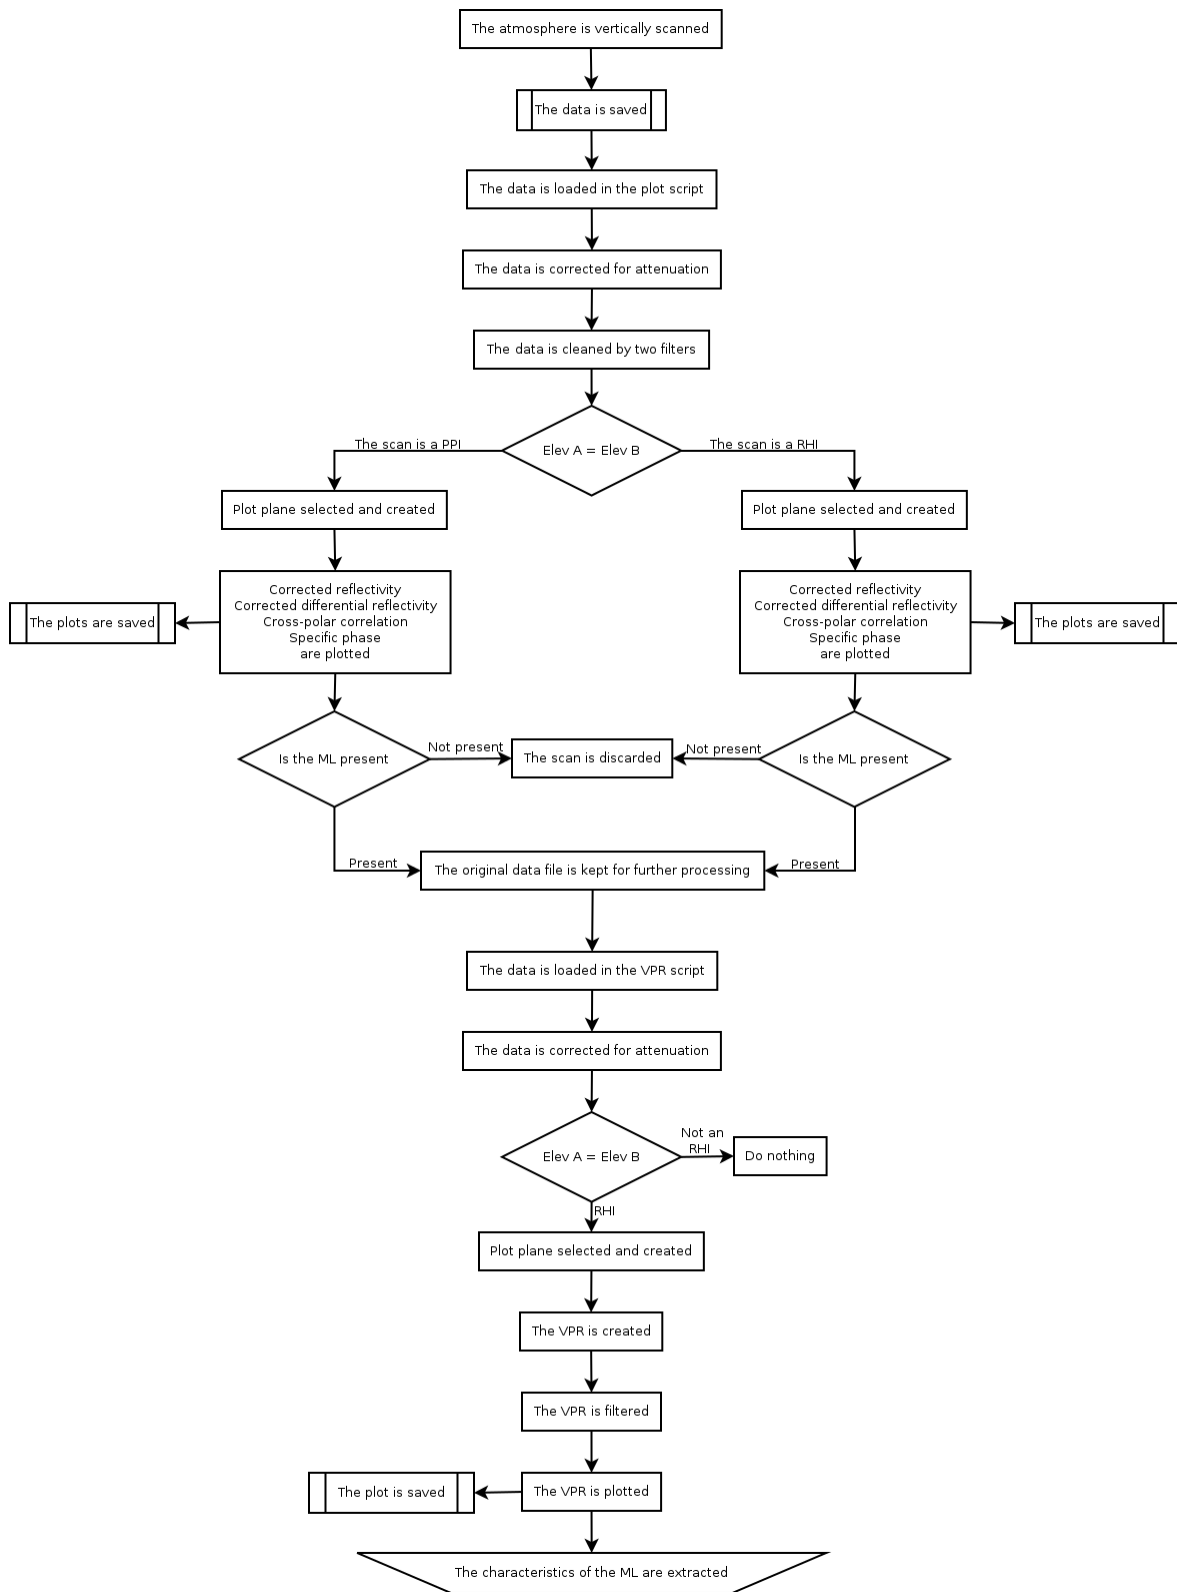 The atmosphere is vertically scanned
The data is saved
The data is loaded in the plot script
The data is corrected for attenuation
The data is cleaned by two filters
Elev A = Elev B
The scan is a PPI
The scan is a RHI
Plot plane selected and created
Plot plane selected and created
Corrected reflectivity
Corrected differential reflectivity
Cross-polar correlation
Specific phase
are plotted
The plots are saved
Corrected reflectivity
Corrected differential reflectivity
Cross-polar correlation
Specific phase
are plotted
The plots are saved
Is the ML present
Not present
The scan is discarded
Not present
Is the ML present
Present
The original data file is kept for further processing
Present
The data is loaded in the VPR script
The data is corrected for attenuation
Elev A = Elev B
Not an
RHI
Do nothing
RHI
Plot plane selected and created
The VPR is created
The VPR is filtered
The plot is saved
The VPR is plotted
The characteristics of the ML are extracted